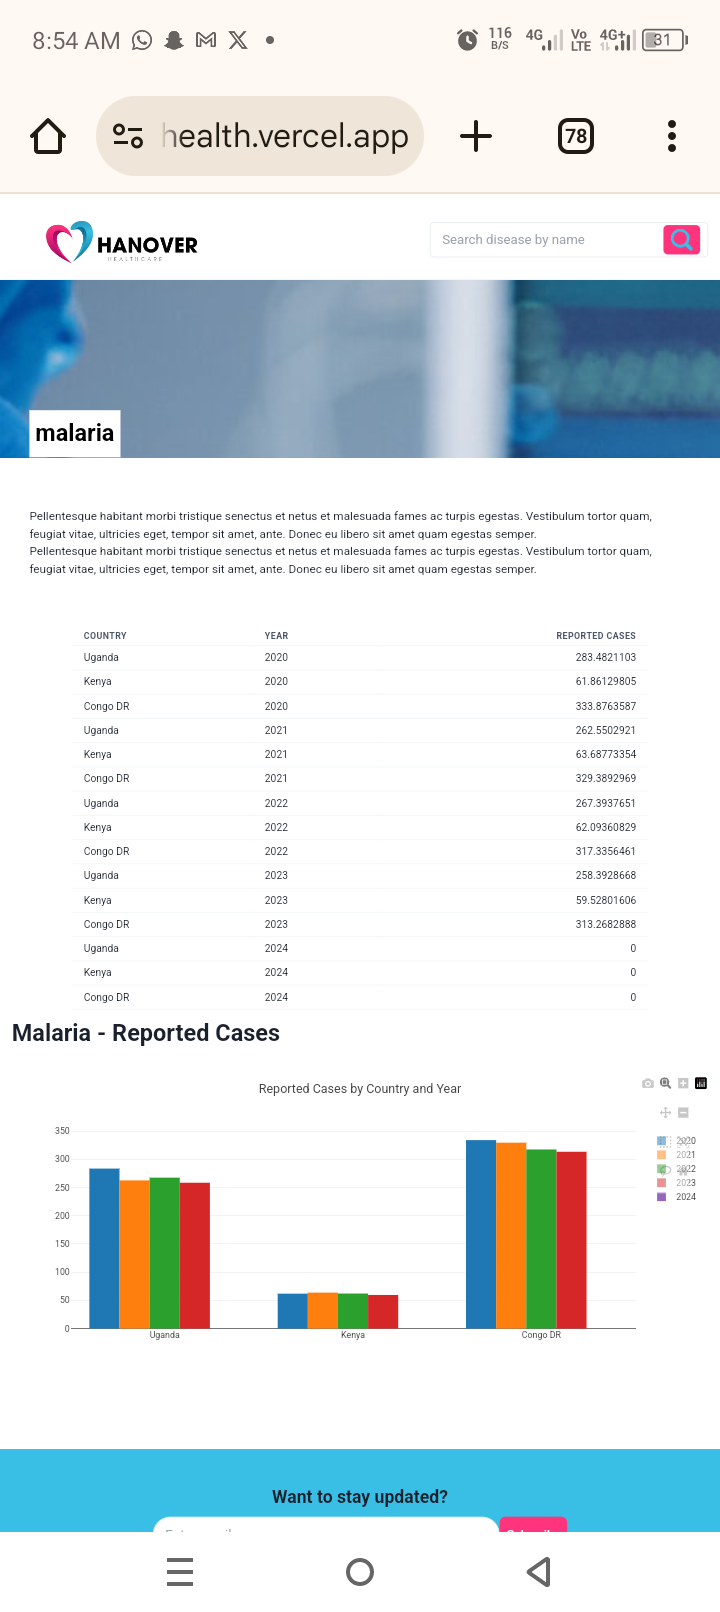 8:54 AM 116 B/S 4G Vo LTE 4G+ 31
health.vercel.app 78
HANOVER
HEALTHCARE
Search disease by name
malaria
Pellentesque habitant morbi tristique senectus et netus et malesuada fames ac turpis egestas. Vestibulum tortor quam,
feugiat vitae, ultricies eget, tempor sit amet, ante. Donec eu libero sit amet quam egestas semper.
Pellentesque habitant morbi tristique senectus et netus et malesuada fames ac turpis egestas. Vestibulum tortor quam,
feugiat vitae, ultricies eget, tempor sit amet, ante. Donec eu libero sit amet quam egestas semper.
COUNTRY YEAR REPORTED CASES
Uganda 2020 283.4821103
Kenya 2020 61.86129805
Congo DR 2020 333.8763587
Uganda 2021 262.5502921
Kenya 2021 63.68773354
Congo DR 2021 329.3892969
Uganda 2022 267.3937651
Kenya 2022 62.09360829
Congo DR 2022 317.3356461
Uganda 2023 258.3928668
Kenya 2023 59.52801606
Congo DR 2023 313.2682888
Uganda 2024 0
Kenya 2024 0
Congo DR 2024 0
Malaria - Reported Cases
Reported Cases by Country and Year
350
300
250
200
150
100
50
0
Uganda Kenya Congo DR
2020
2021
2022
2023
2024
Want to stay updated?